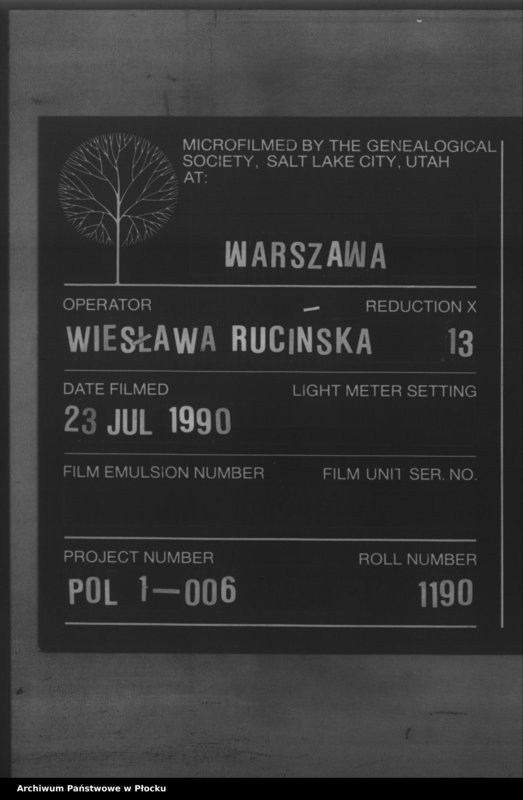 MICROFILMED BY THE GENEALOGICAL
SOCIETY, SALT LAKE CITY, UTAH
AT:
WARSZAWA
OPERATOR REDUCTION X
WIESŁAWA RUCIŃSKA 13
DATE FILMED LIGHT METER SETTING
23 JUL 1990
FILM EMULSION NUMBER FILM UNIT SER. NO.
PROJECT NUMBER ROLL NUMBER
POL 1—006 1190
Archiwum Państwowe w Płocku